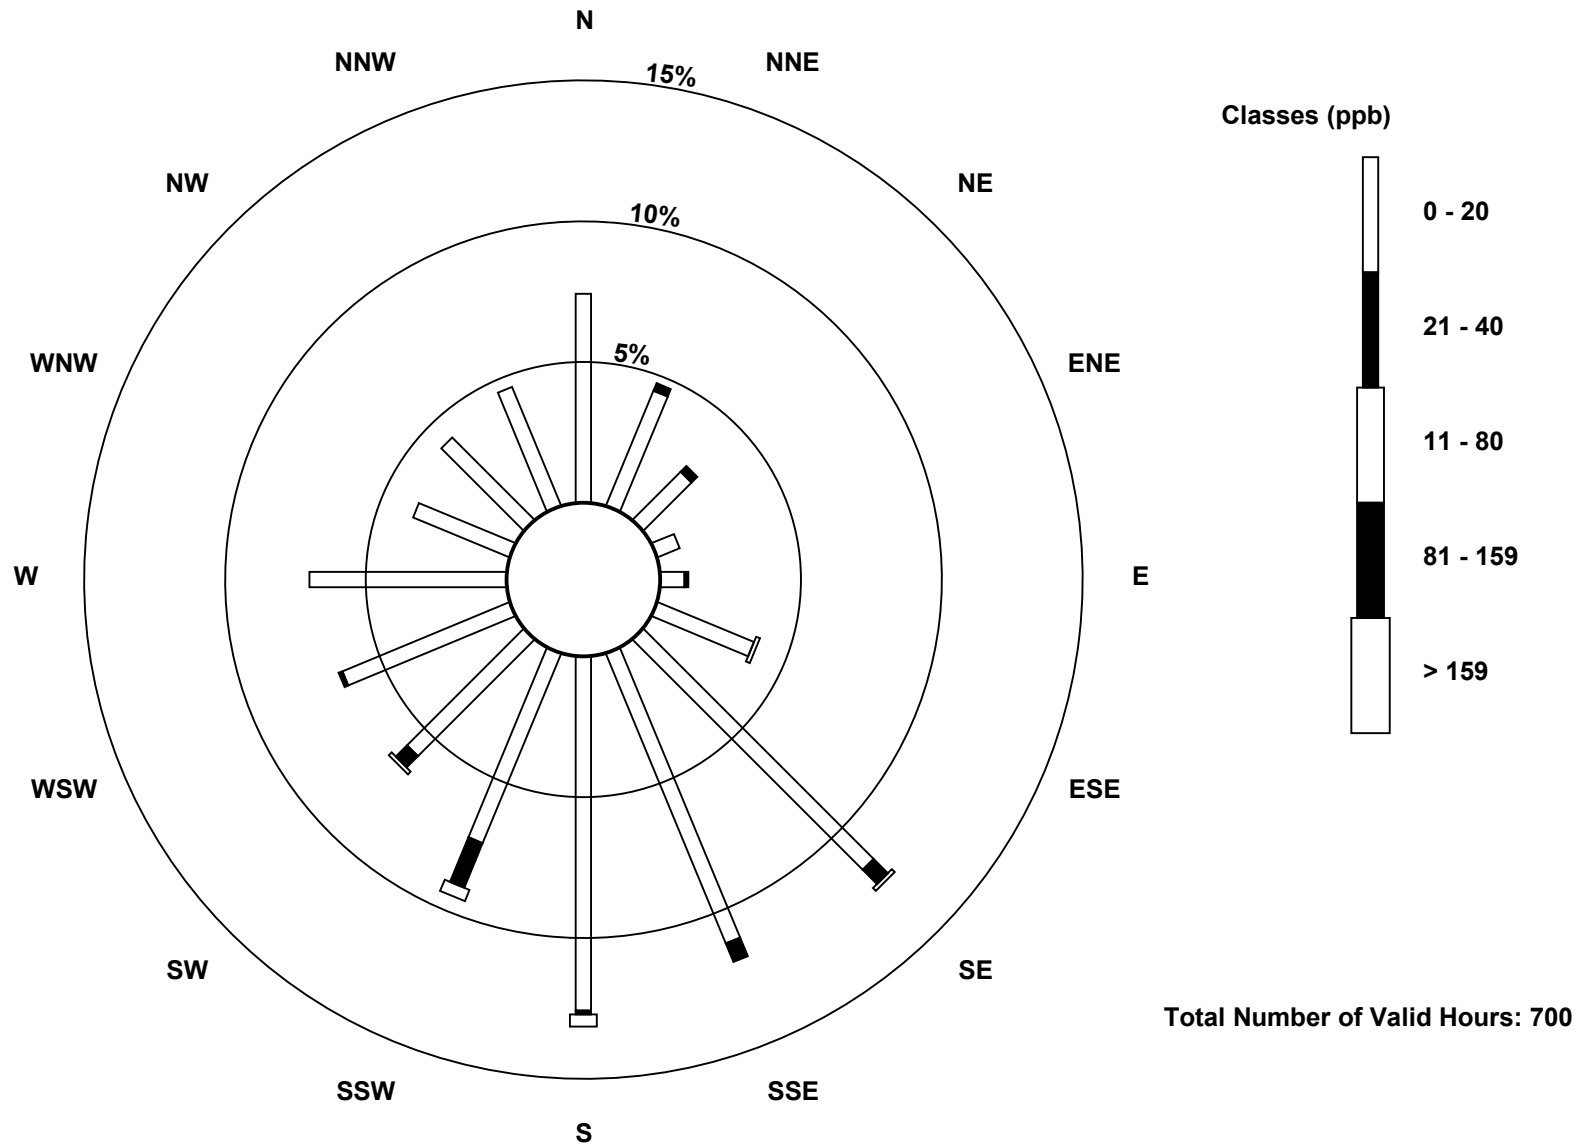 N
NNW
NNE
15%
Classes (ppb)
NW
NE
0 - 20
10%
21 - 40
5%
WNW
ENE
11 - 80
81 - 159
W
E
> 159
WSW
ESE
SW
SE
Total Number of Valid Hours: 700
SSW
SSE
S